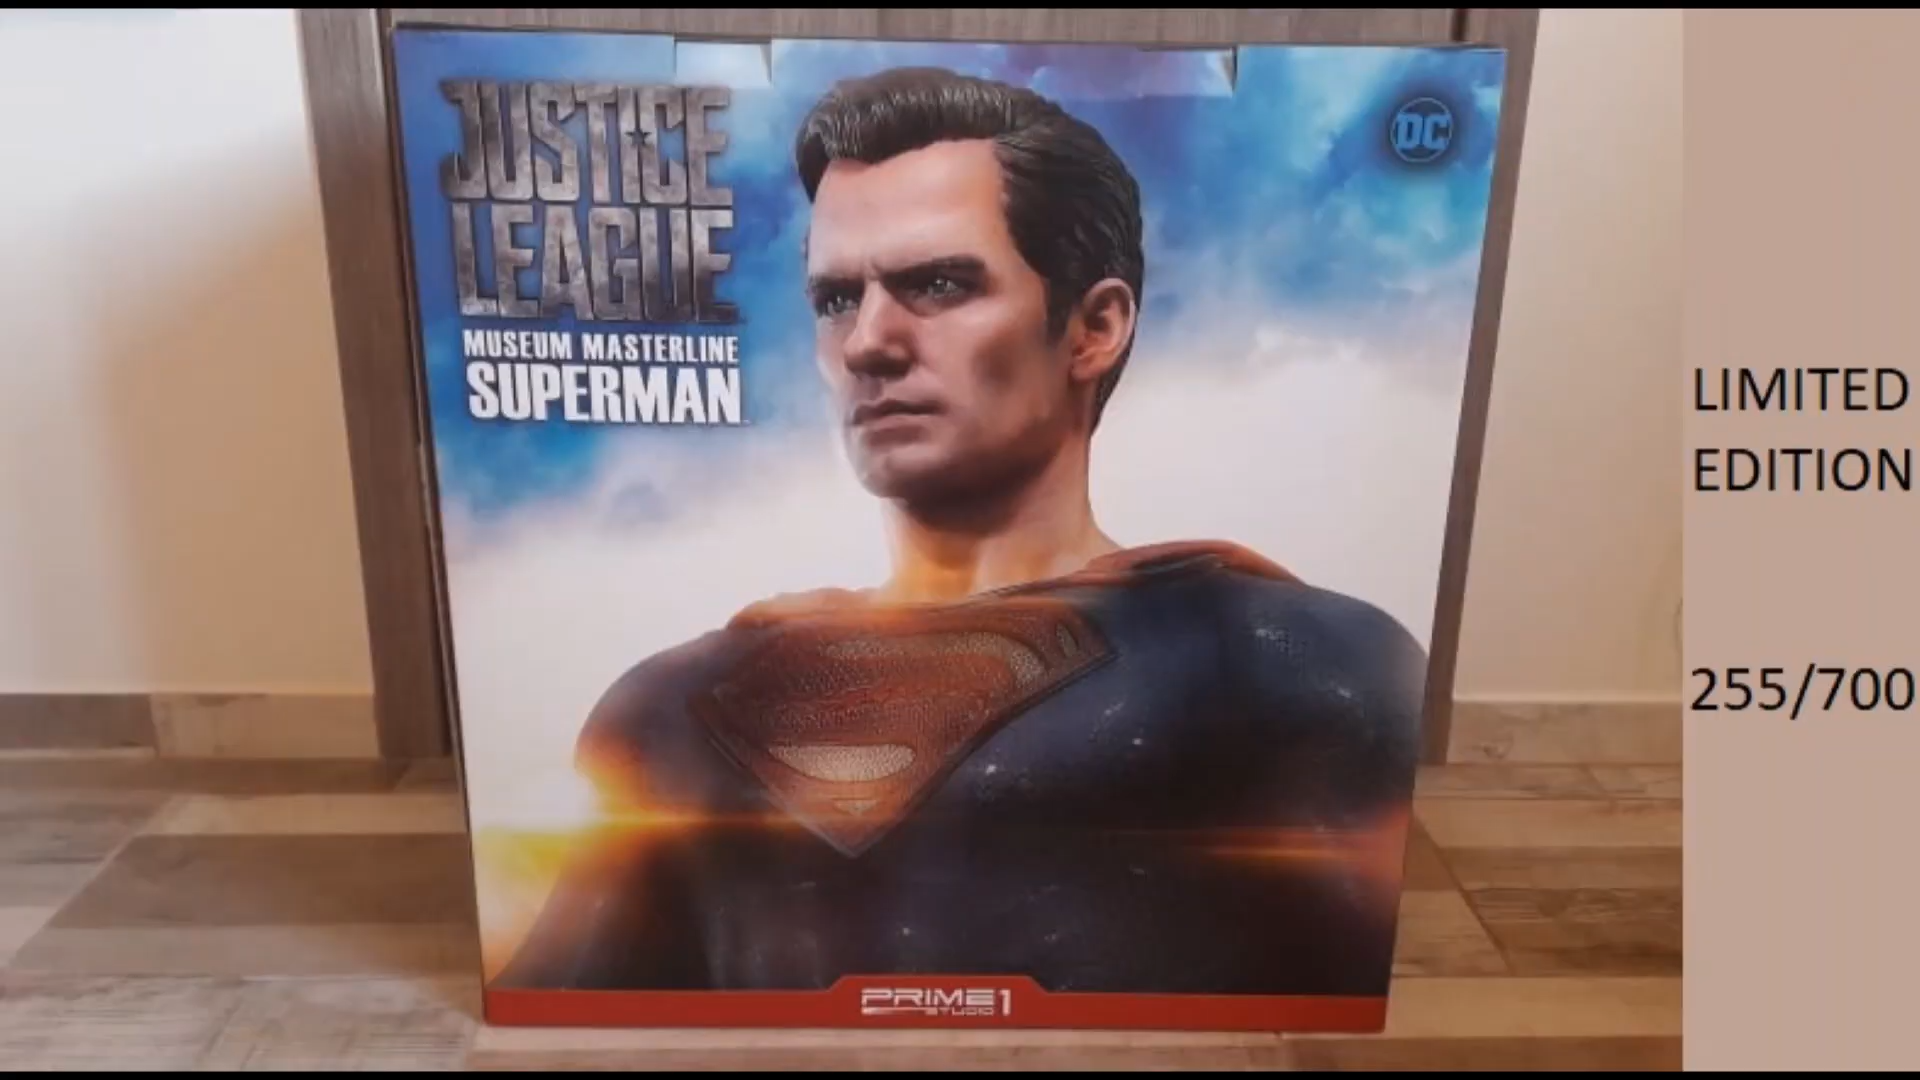 JUSTICE
LEAGUE
MUSEUM MASTERLINE
SUPERMAN
DC
PRIME 1
STUDIO
LIMITED
EDITION
255/700